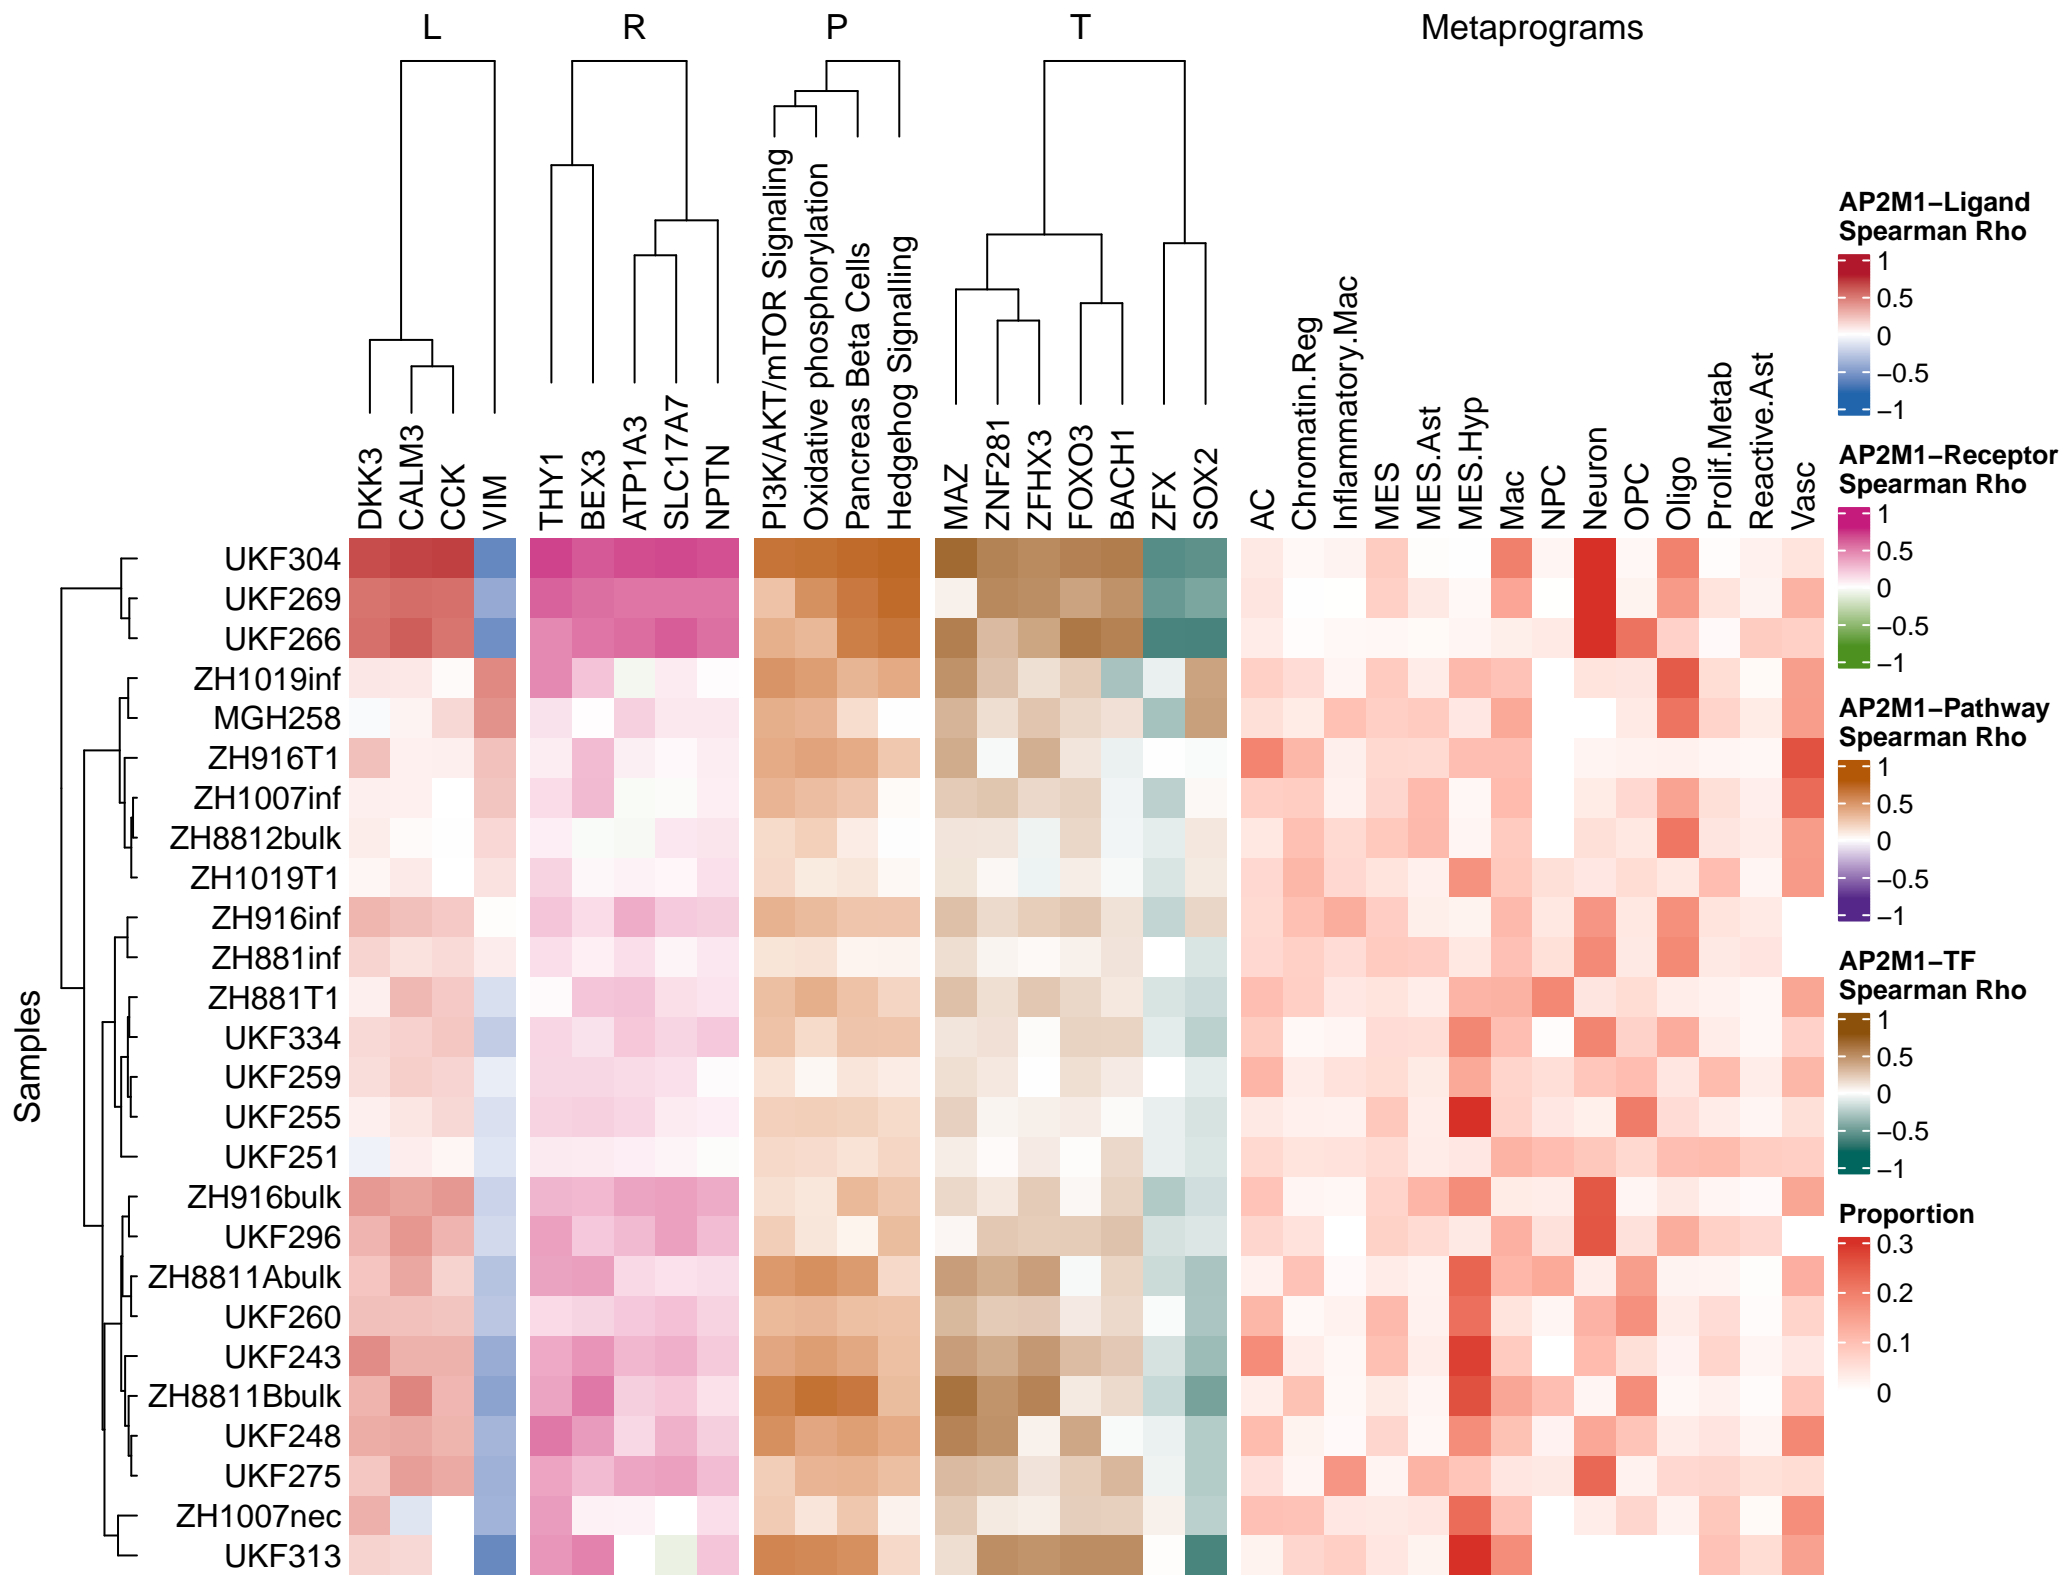 L R P T Metaprograms
DKK3
CALM3
CCK
VIM
THY1
BEX3
ATP1A3
SLC17A7
NPTN
PI3K/AKT/mTOR Signaling
Oxidative phosphorylation
Pancreas Beta Cells
Hedgehog Signalling
MAZ
ZNF281
ZFHX3
FOXO3
BACH1
ZFX
SOX2
AC
Chromatin.Reg
Inflammatory.Mac
MES
MES.Ast
MES.Hyp
Mac
NPC
Neuron
OPC
Oligo
Prolif.Metab
Reactive.Ast
Vasc
Samples
UKF304
UKF269
UKF266
ZH1019inf
MGH258
ZH916T1
ZH1007inf
ZH8812bulk
ZH1019T1
ZH916inf
ZH881inf
ZH881T1
UKF334
UKF259
UKF255
UKF251
ZH916bulk
UKF296
ZH8811Abulk
UKF260
UKF243
ZH8811Bbulk
UKF248
UKF275
ZH1007nec
UKF313
AP2M1−Ligand
Spearman Rho
1
0.5
0
−0.5
−1
AP2M1−Receptor
Spearman Rho
1
0.5
0
−0.5
−1
AP2M1−Pathway
Spearman Rho
1
0.5
0
−0.5
−1
AP2M1−TF
Spearman Rho
1
0.5
0
−0.5
−1
Proportion
0.3
0.2
0.1
0